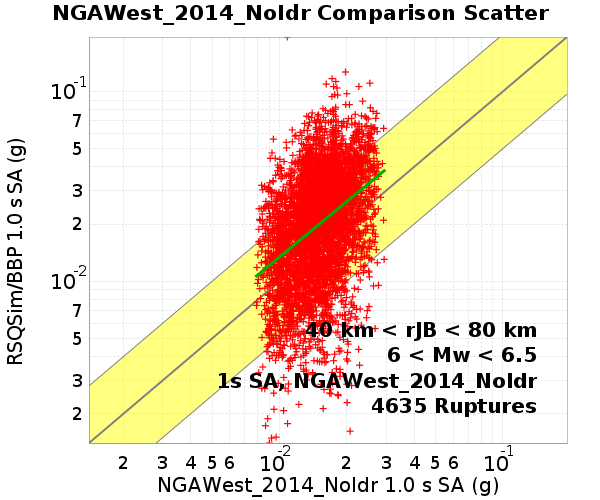 NGAWest_2014_NoIdr Comparison Scatter
RSQSim/BBP 1.0 s SA (g)
10-1
7
5
3
2
10-2
7
5
3
2
40 km < rJB < 80 km
6 < Mw < 6.5
1s SA, NGAWest_2014_NoIdr
4635 Ruptures
2 3 4 5 6 10-2 2 3 4 5 6 10-1
NGAWest_2014_NoIdr 1.0 s SA (g)